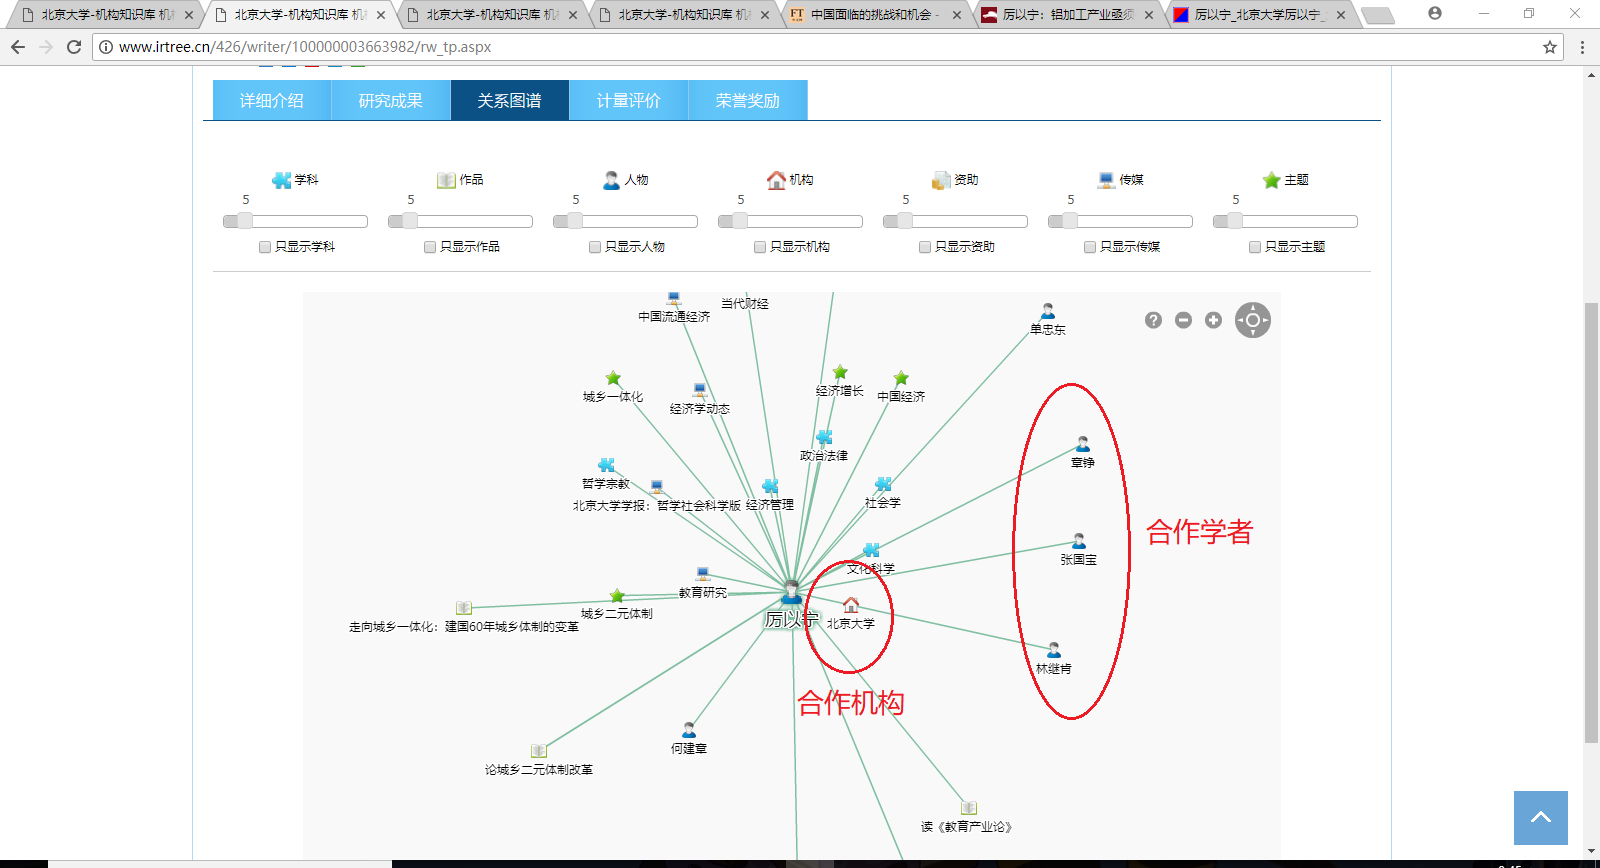 北京大学-机构知识库 机
北京大学-机构知识库 机
北京大学-机构知识库 机
北京大学-机构知识库 机
FT 中国面临的挑战和机会 -
厉以宁：铝加工产业亟须
厉以宁_北京大学厉以宁_
www.irtree.cn/426/writer/100000003663982/rw_tp.aspx
详细介绍 研究成果 关系图谱 计量评价 荣誉奖励
学科 作品 人物 机构 资助 传媒 主题
5 5 5 5 5 5 5
只显示学科 只显示作品 只显示人物 只显示机构 只显示资助 只显示传媒 只显示主题
当代财经
中国流通经济
单忠东
经济增长
城乡一体化
中国经济
经济学动态
政治法律
章铮
哲学宗教
北京大学学报：哲学社会科学版
经济管理
社会学
合作学者
张国宝
文化科学
教育研究
城乡二元体制
厉以宁
北京大学
走向城乡一体化：建国60年城乡体制的变革
林继肯
合作机构
何建章
论城乡二元体制改革
读《教育产业论》